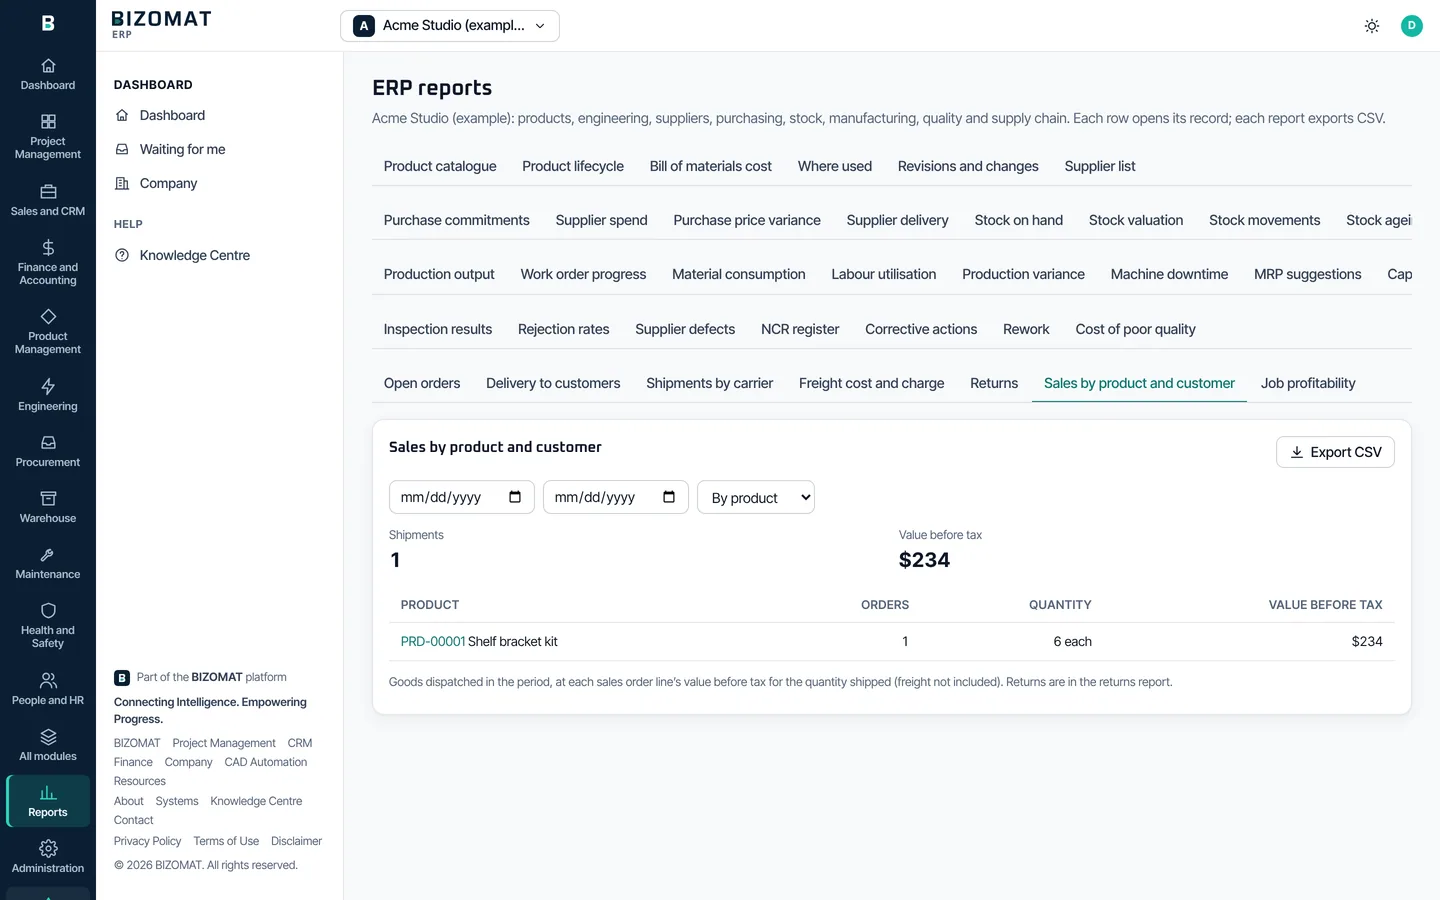 B
BIZOMAT
ERP
A Acme Studio (exampl...
D
Dashboard
Project Management
Sales and CRM
Finance and Accounting
Product Management
Engineering
Procurement
Warehouse
Maintenance
Health and Safety
People and HR
All modules
Reports
Administration
DASHBOARD
Dashboard
Waiting for me
Company
HELP
Knowledge Centre
B Part of the BIZOMAT platform
Connecting Intelligence. Empowering
Progress.
BIZOMAT Project Management CRM
Finance Company CAD Automation
Resources
About Systems Knowledge Centre
Contact
Privacy Policy Terms of Use Disclaimer
© 2026 BIZOMAT. All rights reserved.
ERP reports
Acme Studio (example): products, engineering, suppliers, purchasing, stock, manufacturing, quality and supply chain. Each row opens its record; each report exports CSV.
Product catalogue Product lifecycle Bill of materials cost Where used Revisions and changes Supplier list
Purchase commitments Supplier spend Purchase price variance Supplier delivery Stock on hand Stock valuation Stock movements Stock agei
Production output Work order progress Material consumption Labour utilisation Production variance Machine downtime MRP suggestions Cap
Inspection results Rejection rates Supplier defects NCR register Corrective actions Rework Cost of poor quality
Open orders Delivery to customers Shipments by carrier Freight cost and charge Returns Sales by product and customer Job profitability
Sales by product and customer
Export CSV
mm/dd/yyyy mm/dd/yyyy By product
Shipments Value before tax
1 $234
PRODUCT ORDERS QUANTITY VALUE BEFORE TAX
PRD-00001 Shelf bracket kit 1 6 each $234
Goods dispatched in the period, at each sales order line's value before tax for the quantity shipped (freight not included). Returns are in the returns report.